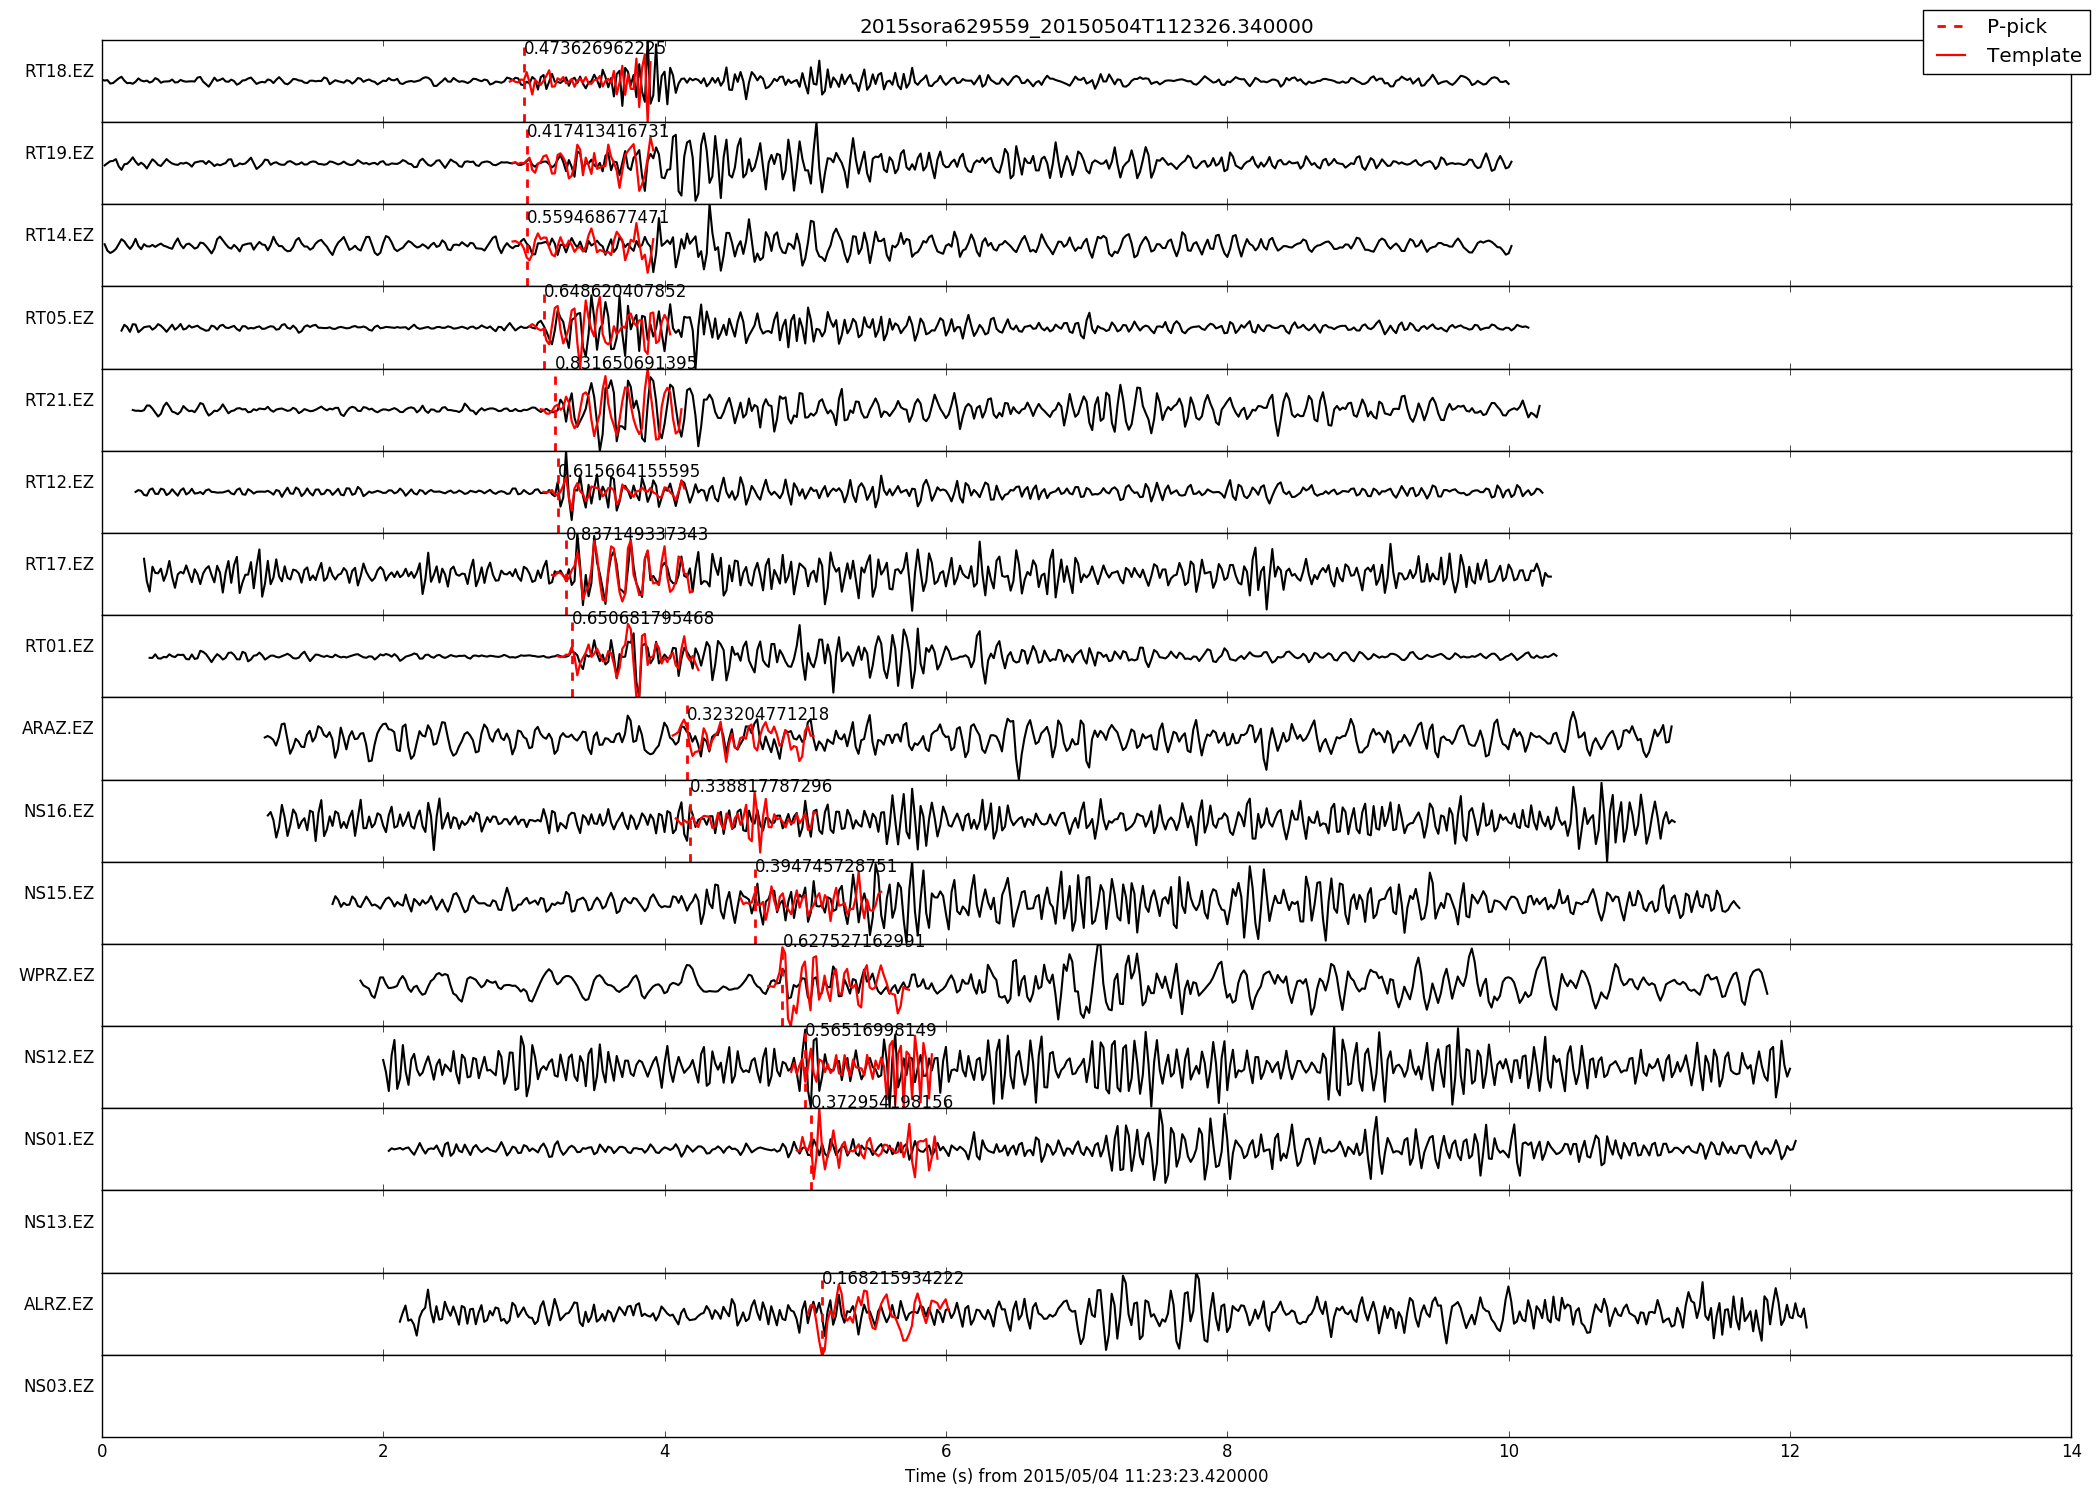 2015sora629559_20150504T112326.340000
P-pick
Template
RT18.EZ
0.473626962225
RT19.EZ
0.417413416731
RT14.EZ
0.559468677471
RT05.EZ
0.648620407852
RT21.EZ
0.831650691395
RT12.EZ
0.615664155595
RT17.EZ
0.837149337343
RT01.EZ
0.650681795468
ARAZ.EZ
0.323204771218
NS16.EZ
0.338817787296
NS15.EZ
0.394745728751
WPRZ.EZ
0.627527162991
NS12.EZ
0.56516998149
NS01.EZ
0.372954198156
NS13.EZ
ALRZ.EZ
0.168215934222
NS03.EZ
0 2 4 6 8 10 12 14
Time (s) from 2015/05/04 11:23:23.420000